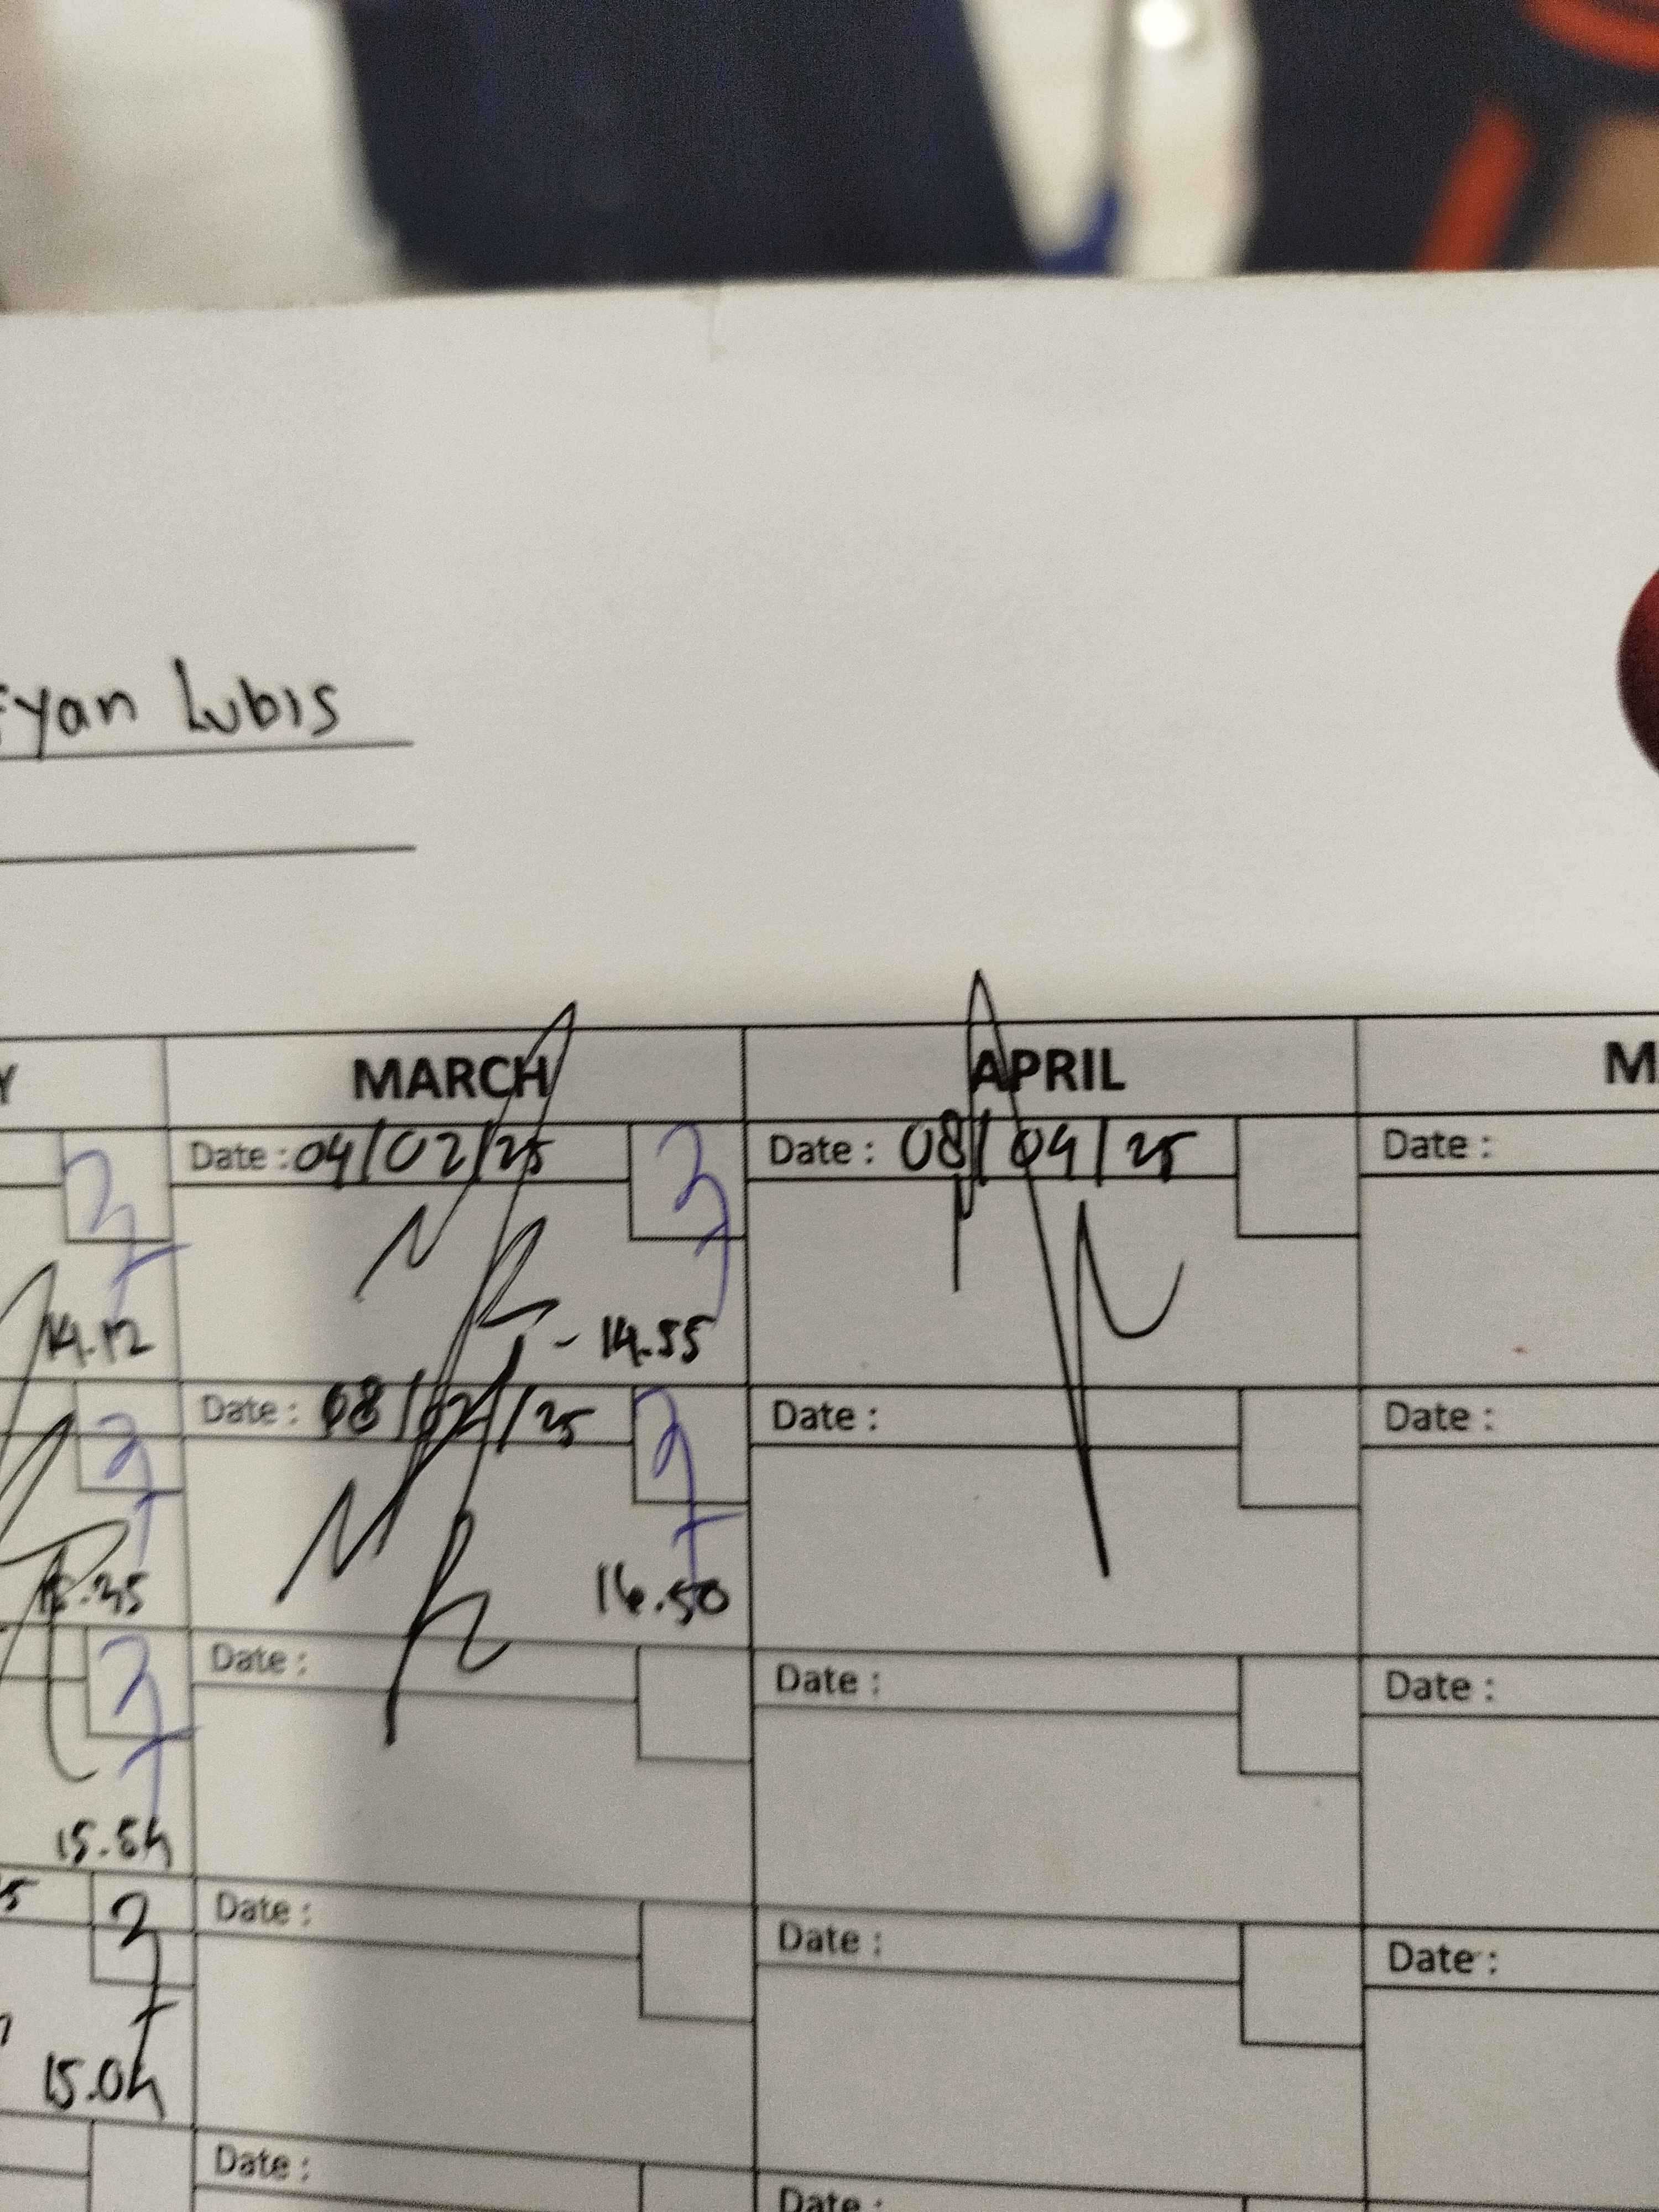 yan Lubis
MARCH APRIL
Date : 04/02/25 Date : 08/04/25 Date :
14.12 - 14.55
Date : 08/02/25 Date : Date :
16.50
Date : Date : Date :
15.54
Date : Date : Date :
15.04
Date : Date :